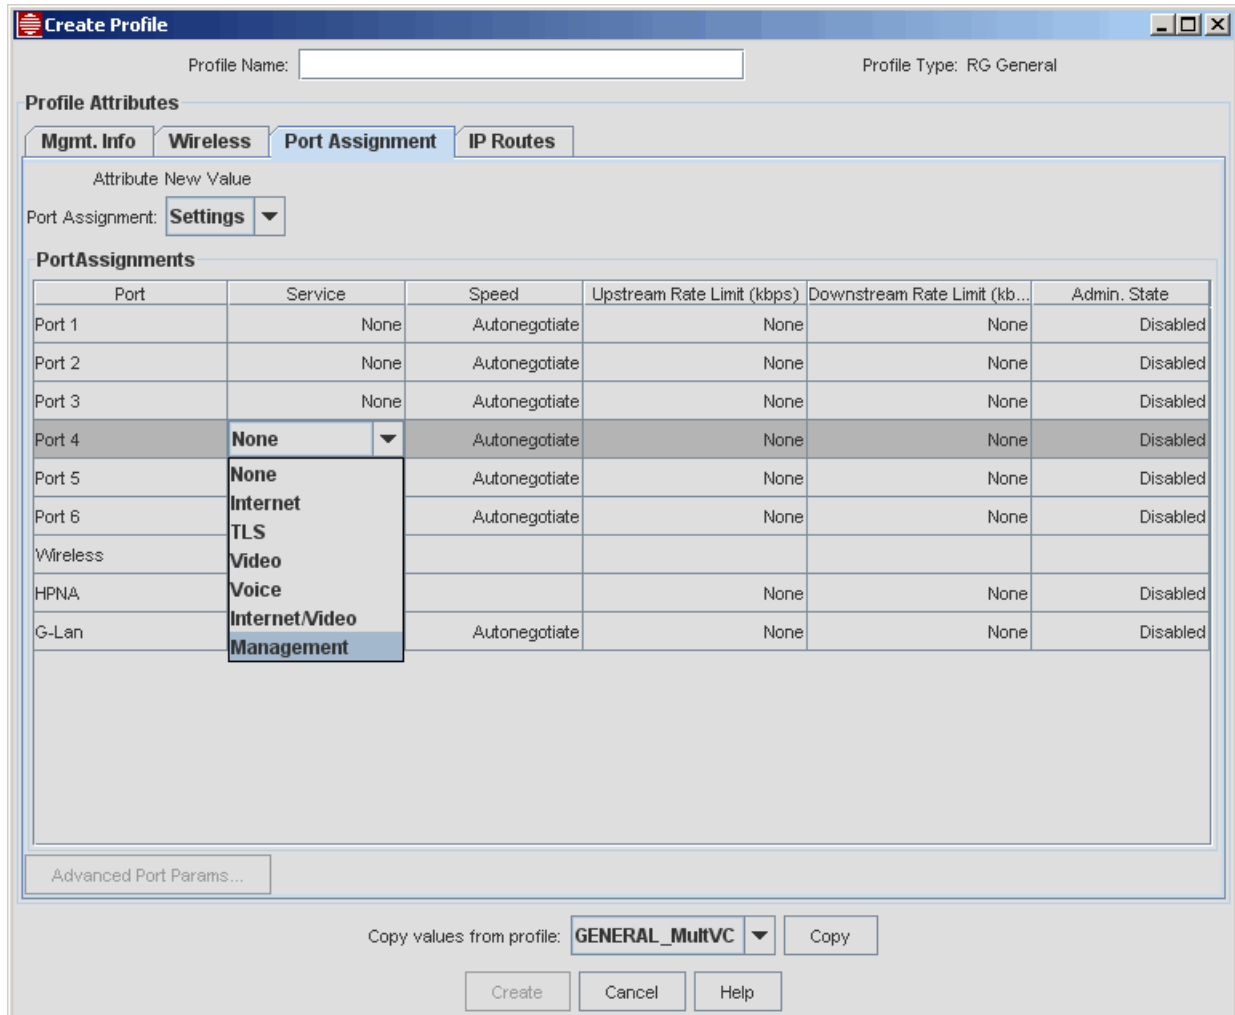 Create Profile
Profile Name: Profile Type: RG General
Profile Attributes
Mgmt. Info Wireless Port Assignment IP Routes
Attribute New Value
Port Assignment: Settings
PortAssignments
Port Service Speed Upstream Rate Limit (kbps) Downstream Rate Limit (kb... Admin. State
Port 1 None Autonegotiate None None Disabled
Port 2 None Autonegotiate None None Disabled
Port 3 None Autonegotiate None None Disabled
Port 4 None Autonegotiate None None Disabled
Port 5 None Autonegotiate None None Disabled
Internet
Port 6 TLS Autonegotiate None None Disabled
Wireless Video
HPNA Voice None None Disabled
Internet/Video
G-Lan Management Autonegotiate None None Disabled
Advanced Port Params...
Copy values from profile: GENERAL_MultVC Copy
Create Cancel Help